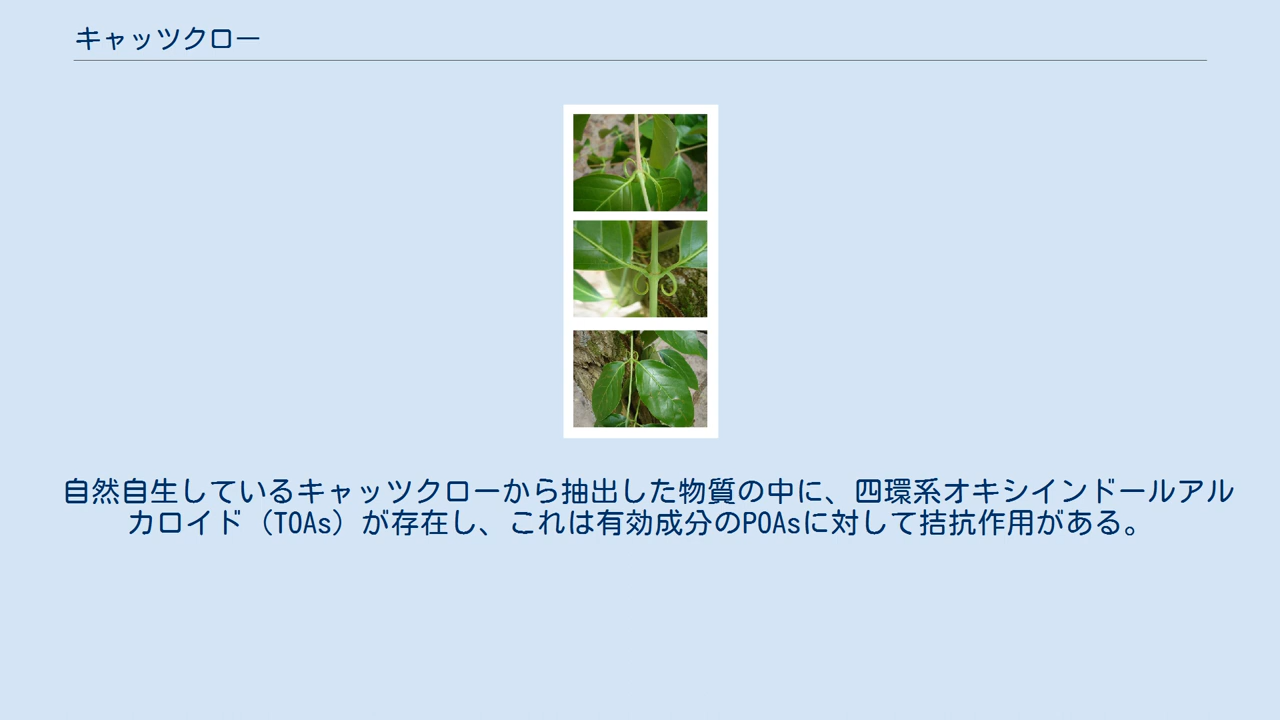 キャッツクロー
自然自生しているキャッツクローから抽出した物質の中に、四環系オキシインドールアル
カロイド（TOAs）が存在し、これは有効成分のPOAsに対して拮抗作用がある。